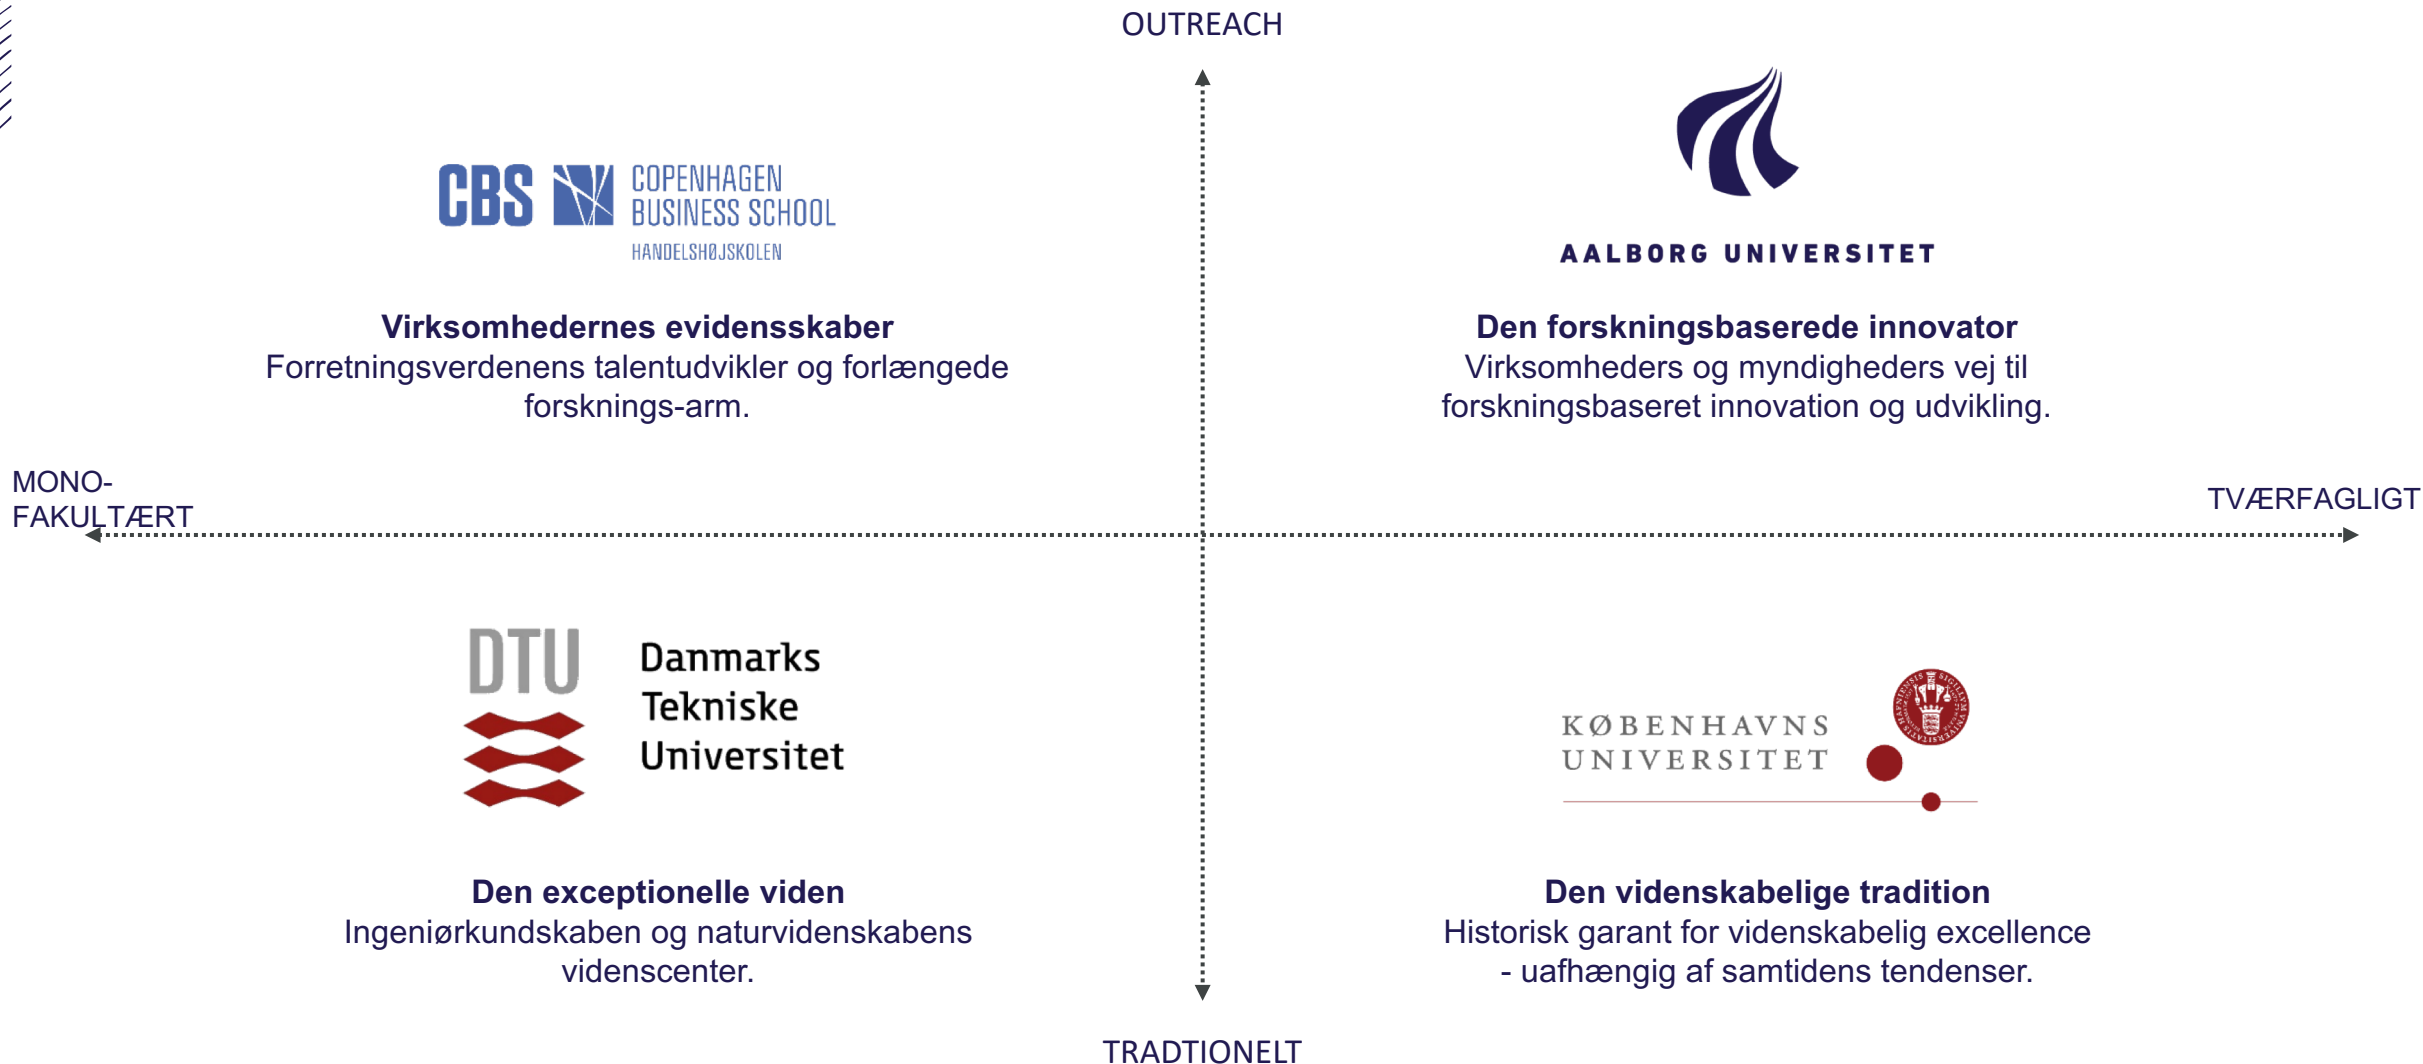 OUTREACH
CBS COPENHAGEN
BUSINESS SCHOOL
HANDELSHØJSKOLEN
Virksomhedernes evidensskaber
Forretningsverdenens talentudvikler og forlængede
forsknings-arm.
AALBORG UNIVERSITET
Den forskningsbaserede innovator
Virksomheders og myndigheders vej til
forskningsbaseret innovation og udvikling.
MONO-
FAKULTÆRT
TVÆRFAGLIGT
DTU
Danmarks
Tekniske
Universitet
Den exceptionelle viden
Ingeniørkundskaben og naturvidenskabens
videnscenter.
KØBENHAVNS
UNIVERSITET
Den videnskabelige tradition
Historisk garant for videnskabelig excellence
- uafhængig af samtidens tendenser.
TRADTIONELT